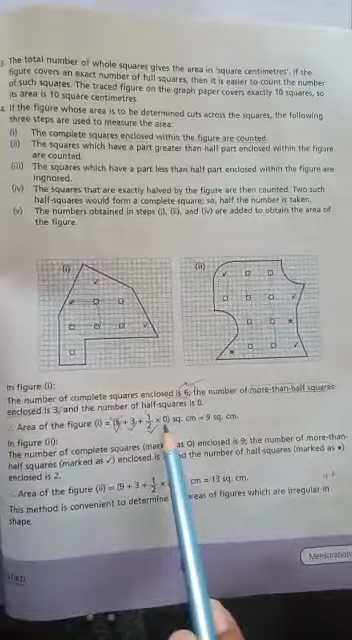 3. The total number of whole squares gives the area in 'square centimetres'. If the
figure covers an exact number of full squares, then it is easier to count the number
of such squares. The traced figure on the graph paper covers exactly 10 squares, so
its area is 10 square centimetres.
4. If the figure whose area is to be determined cuts across the squares, the following
three steps are used to measure the area.
(i) The complete squares enclosed within the figure are counted.
(ii) The squares which have a part greater than half part enclosed within the figure
are counted.
(iii) The squares which have a part less than half part enclosed within the figure are
ingnored.
(iv) The squares that are exactly halved by the figure are then counted. Two such
half-squares would form a complete square; so, half the number is taken.
(v) The numbers obtained in steps (i), (ii), and (iv) are added to obtain the area of
the figure.
(i) (ii)
In figure (i):
The number of complete squares enclosed is 6; the number of more-than-half squares
enclosed is 3, and the number of half-squares is 0.
∴ Area of the figure (i) = (6 + 3 + 1/2 × 0) sq. cm = 9 sq. cm.
In figure (ii):
The number of complete squares (mark as O) enclosed is 9; the number of more-than-
half squares (marked as ✓) enclosed is the number of half-squares (marked as ★)
enclosed is 2.
∴ Area of the figure (ii) = (9 + 3 + 1/2 × cm = 13 sq. cm.
This method is convenient to determine areas of figures which are irregular in
shape.
Mensuration